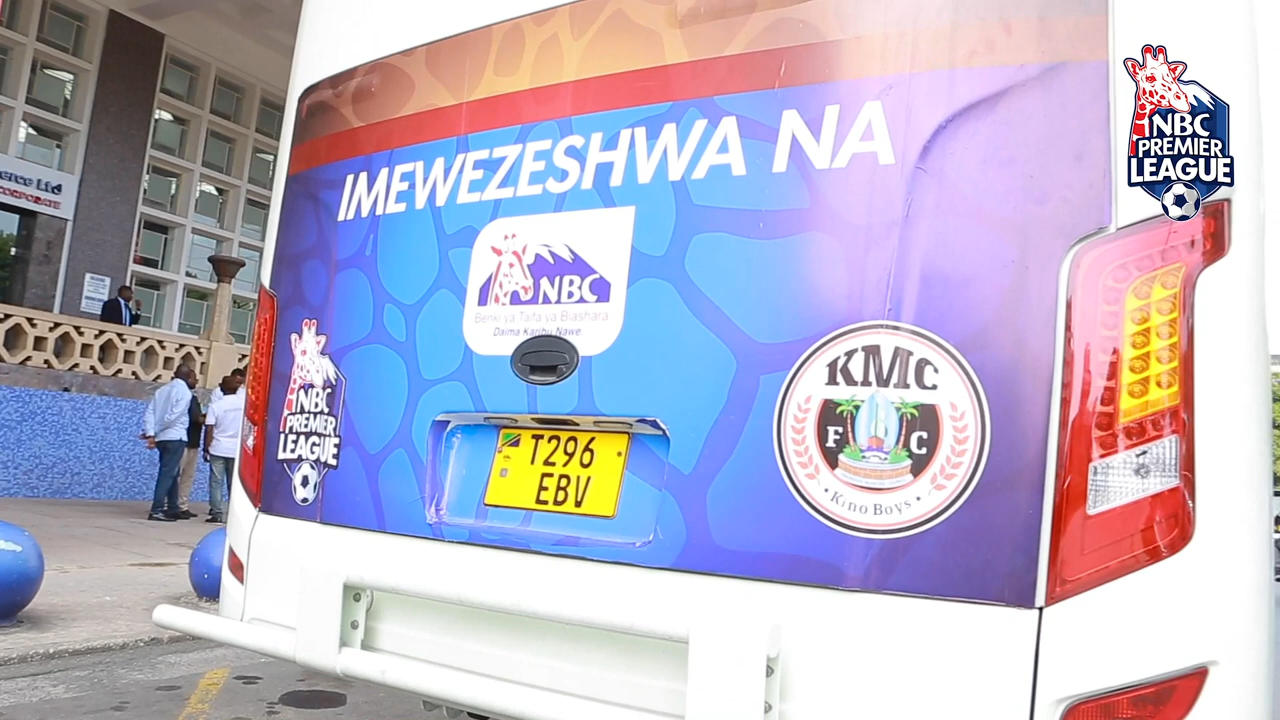 IMEWEZESHWA NA
NBC
Benki ya Taifa ya Biashara
Daima Karibu Nawe.
NBC
PREMIER
LEAGUE
T296
EBV
KMC
F C
Kino Boys
NBC
PREMIER
LEAGUE
Ltd
CORPORATE